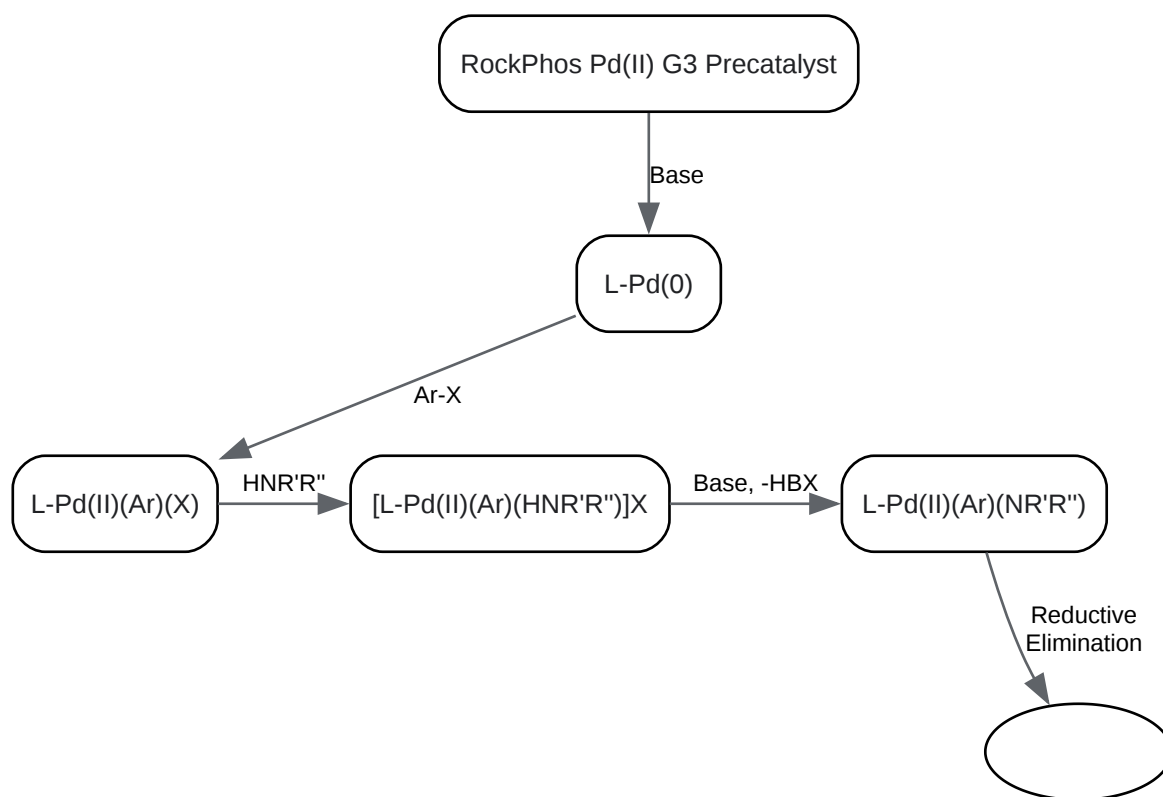 RockPhos Pd(II) G3 Precatalyst
Base
L-Pd(0)
Ar-X
L-Pd(II)(Ar)(X)
HNR'R"
[L-Pd(II)(Ar)(HNR'R")]X
Base, -HBX
L-Pd(II)(Ar)(NR'R")
Reductive
Elimination